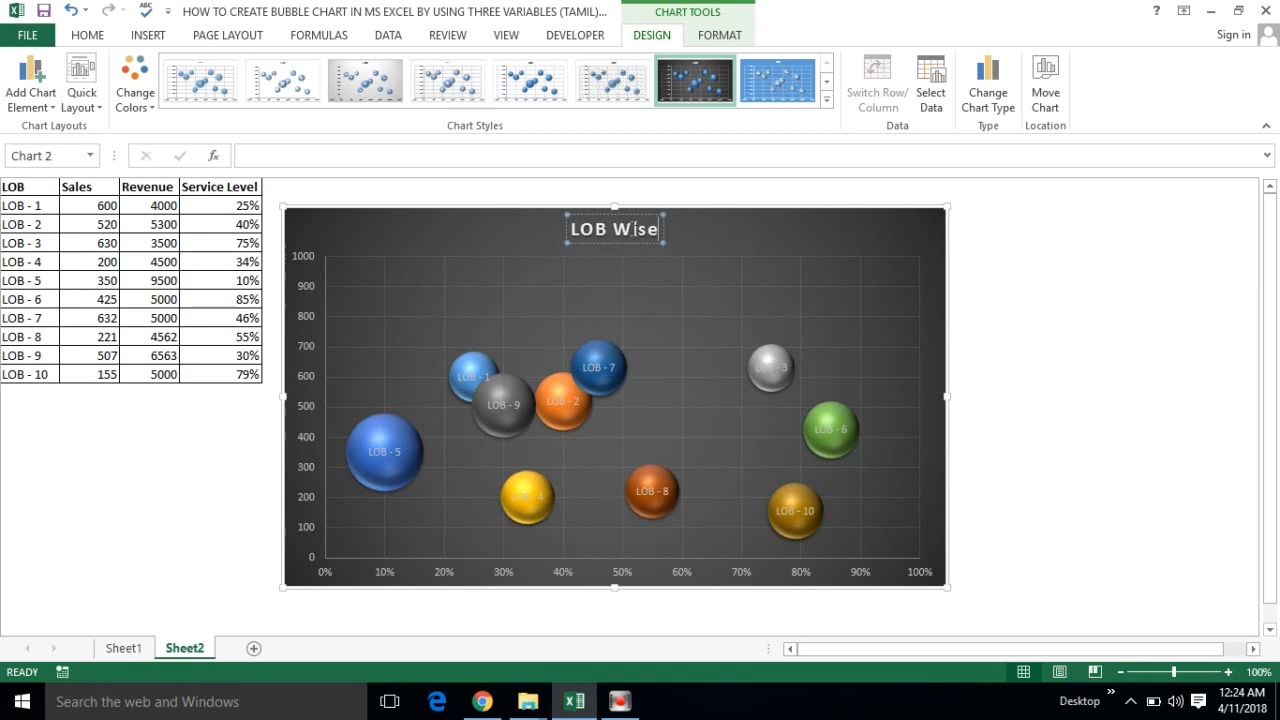 HOW TO CREATE BUBBLE CHART IN MS EXCEL BY USING THREE VARIABLES (TAMIL)...
CHART TOOLS
FILE HOME INSERT PAGE LAYOUT FORMULAS DATA REVIEW VIEW DEVELOPER DESIGN FORMAT Sign in
Add Chart Element
Quick Layout
Change Colors
Switch Row/ Column
Select Data
Change Chart Type
Move Chart
Chart Layouts Chart Styles Data Type Location
Chart 2
LOB Sales Revenue Service Level
LOB - 1 600 4000 25%
LOB - 2 520 5300 40%
LOB - 3 630 3500 75%
LOB - 4 200 4500 34%
LOB - 5 350 9500 10%
LOB - 6 425 5000 85%
LOB - 7 632 5000 46%
LOB - 8 221 4562 55%
LOB - 9 507 6563 30%
LOB - 10 155 5000 79%
LOB Wise
1000
900
800
700
600
500
400
300
200
100
0
LOB - 7
LOB - 3
LOB - 1
LOB - 2
LOB - 9
LOB - 6
LOB - 5
LOB - 8
LOB - 4
LOB - 10
0% 10% 20% 30% 40% 50% 60% 70% 80% 90% 100%
Sheet1 Sheet2
READY 100%
Search the web and Windows
Desktop
12:24 AM
4/11/2018